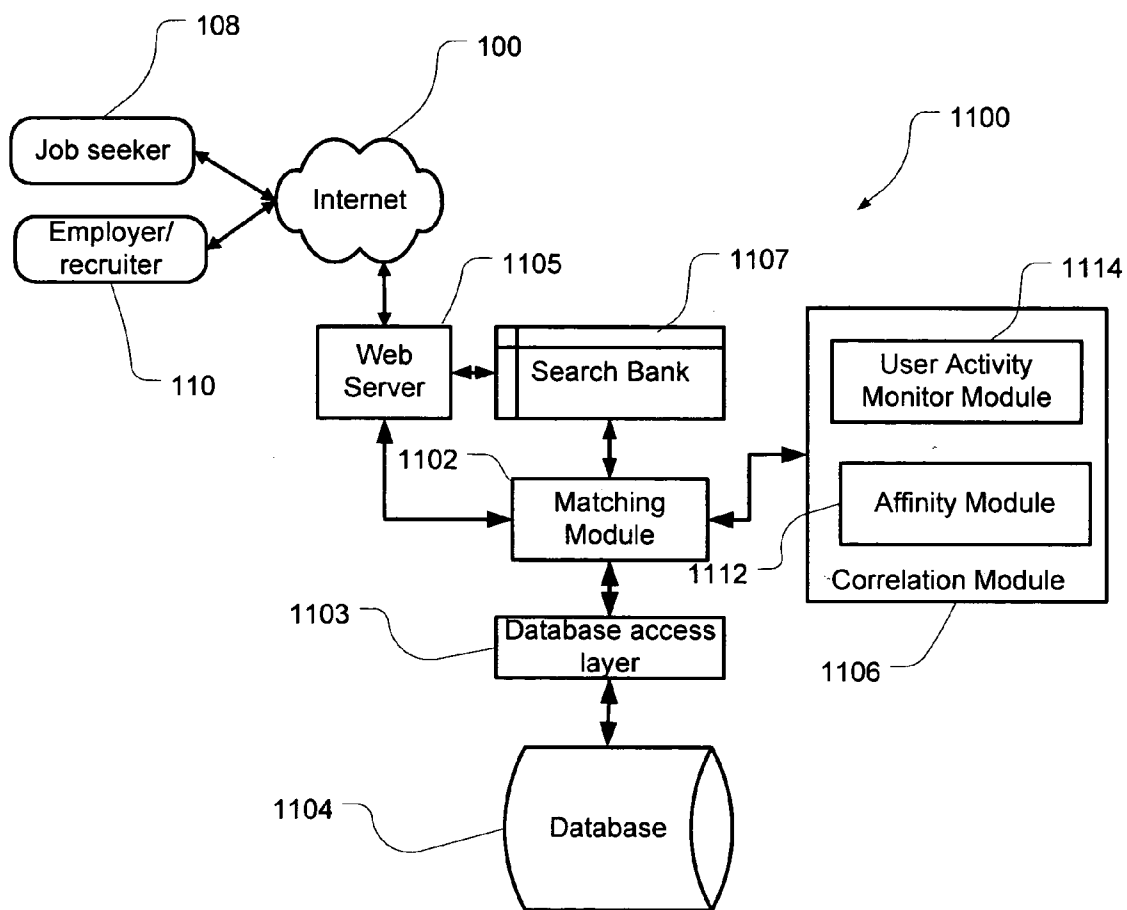 108
100
1100
Job seeker
Internet
Employer/
recruiter
1105
1107
1114
110
Web
Server
Search Bank
User Activity
Monitor Module
1102
Matching
Module
Affinity Module
1112
Correlation Module
1103
Database access
layer
1106
1104
Database